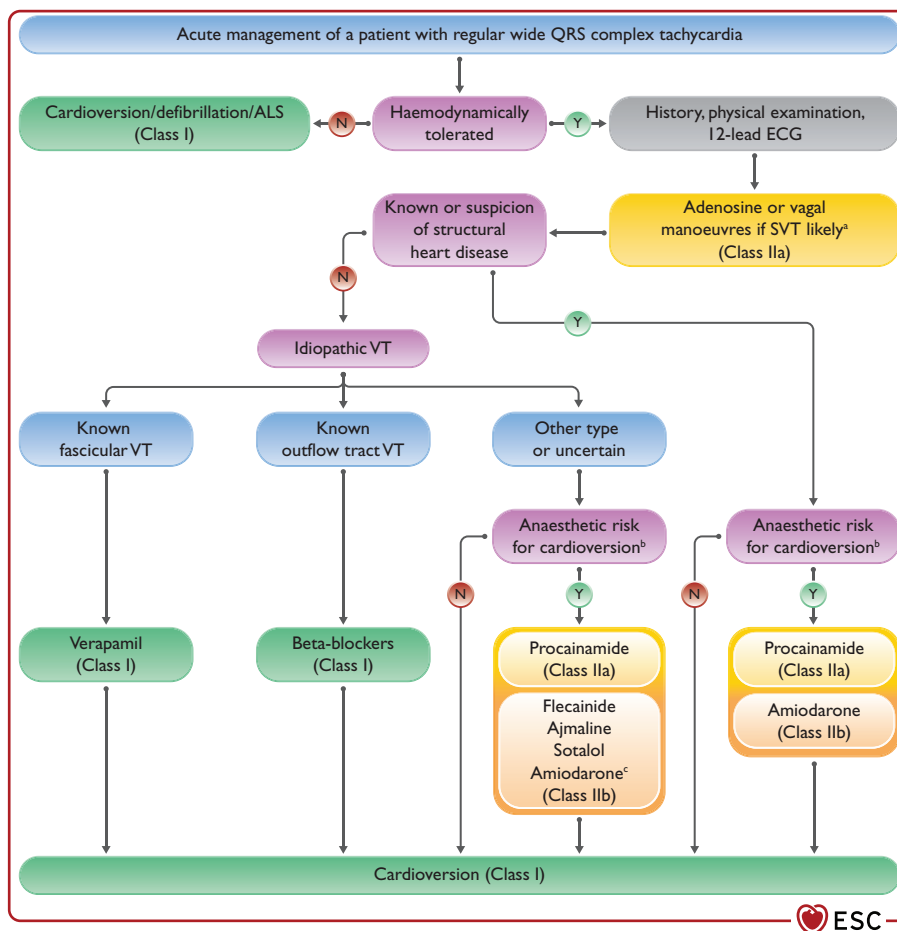 Acute management of a patient with regular wide QRS complex tachycardia
Cardioversion/defibrillation/ALS
(Class I)
N
Haemodynamically
tolerated
Y
History, physical examination,
12-lead ECG
Known or suspicion
of structural
heart disease
Adenosine or vagal
manoeuvres if SVT likelyᵃ
(Class IIa)
N
Y
Idiopathic VT
Known
fascicular VT
Known
outflow tract VT
Other type
or uncertain
Anaesthetic risk
for cardioversionᵇ
Anaesthetic risk
for cardioversionᵇ
N
Y
N
Y
Verapamil
(Class I)
Beta-blockers
(Class I)
Procainamide
(Class IIa)
Flecainide
Ajmaline
Sotalol
Amiodaroneᶜ
(Class IIb)
Procainamide
(Class IIa)
Amiodarone
(Class IIb)
Cardioversion (Class I)
ESC